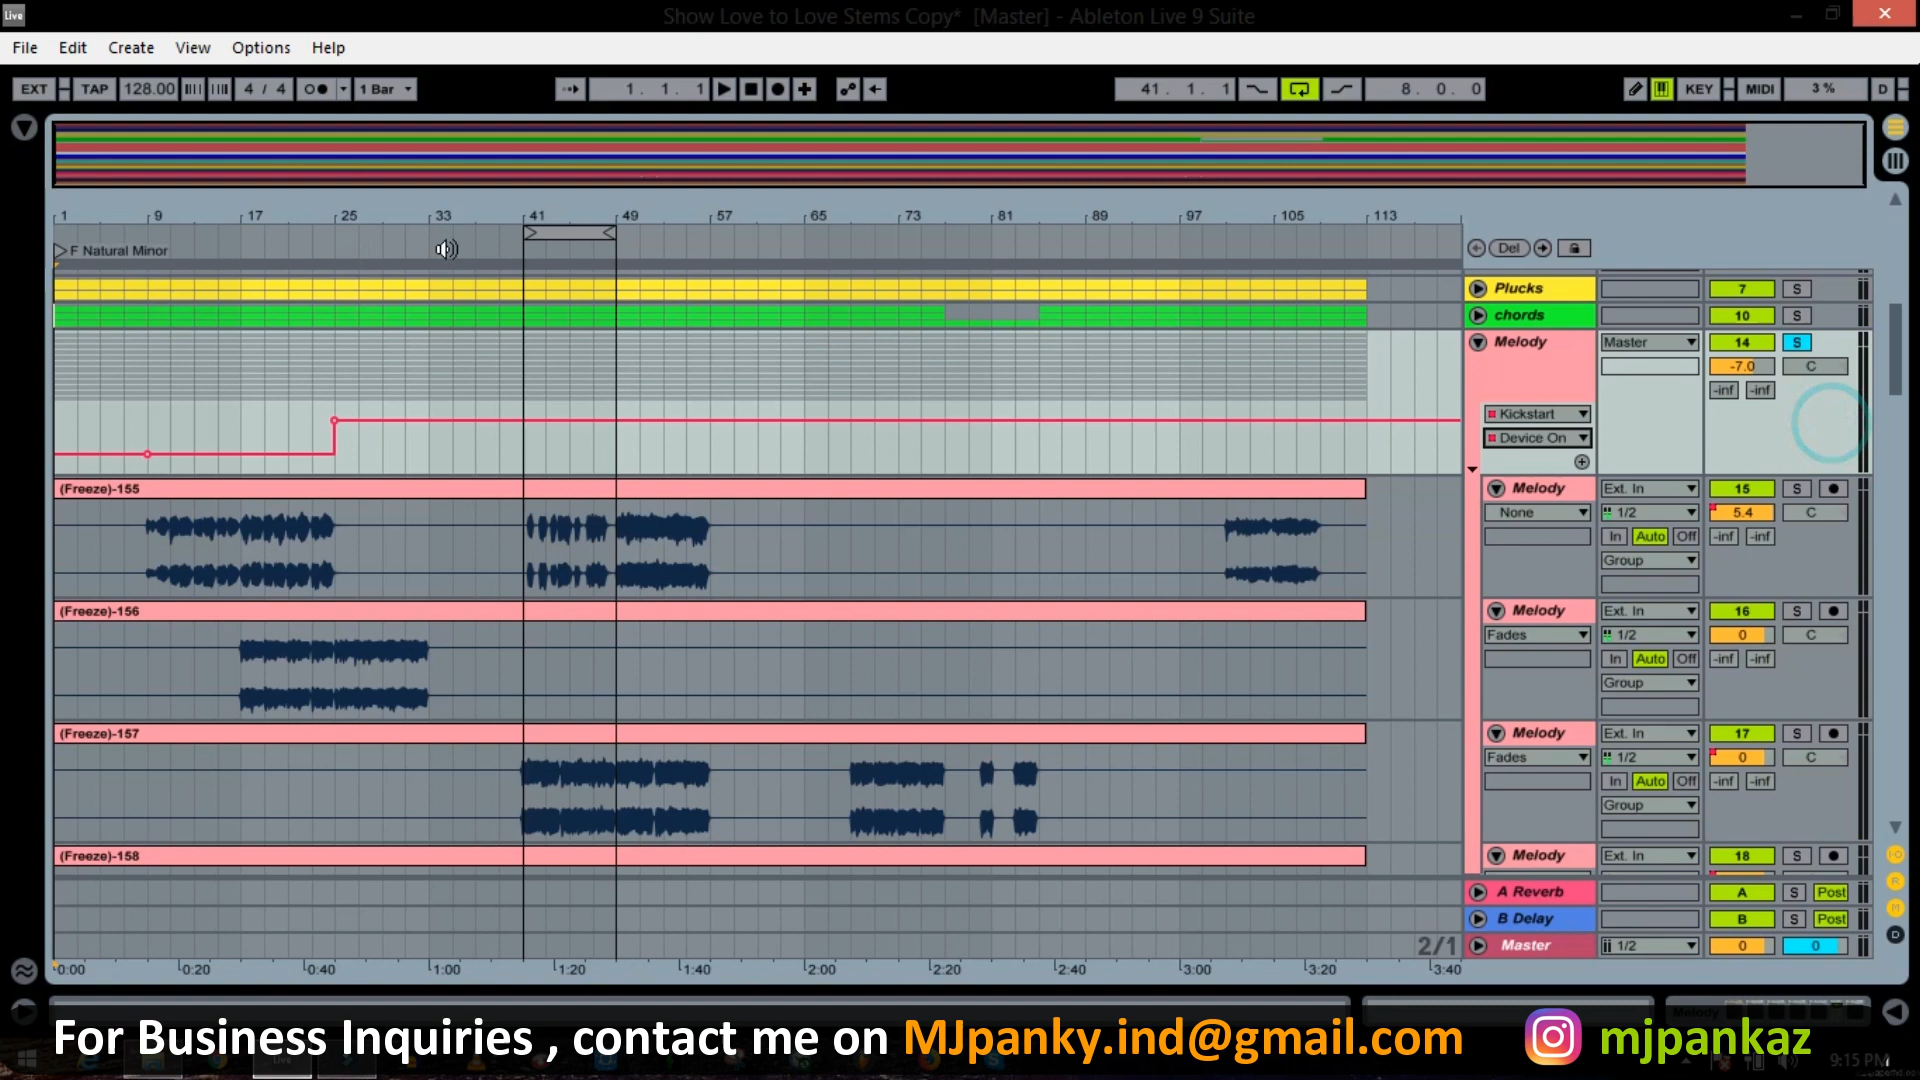 Live
Show Love to Love Stems Copy* [Master] - Ableton Live 9 Suite
File Edit Create View Options Help
EXT TAP 128.00 4 / 4 1 Bar 1. 1. 1 41. 1. 1 8. 0. 0 KEY MIDI 3 % D
1 9 17 25 33 41 49 57 65 73 81 89 97 105 113
F Natural Minor Del
Plucks 7 S
chords 10 S
Melody Master 14 S
-7.0 C
-inf -inf
Kickstart
Device On
(Freeze)-155 Melody Ext. In 15 S
None 1/2 5.4 C
In Auto Off -inf -inf
Group
(Freeze)-156 Melody Ext. In 16 S
Fades 1/2 0 C
In Auto Off -inf -inf
Group
(Freeze)-157 Melody Ext. In 17 S
Fades 1/2 0 C
In Auto Off -inf -inf
Group
(Freeze)-158 Melody Ext. In 18 S
A Reverb A S Post
B Delay B S Post
2/1 Master 1/2 0 0
0:00 0:20 0:40 1:00 1:20 1:40 2:00 2:20 2:40 3:00 3:20 3:40
Melody
For Business Inquiries , contact me on MJpanky.ind@gmail.com mjpankaz
9:15 PM